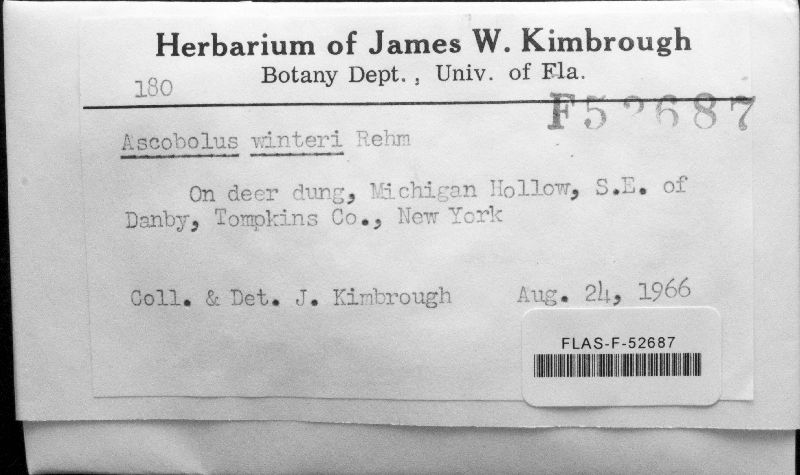 Herbarium of James W. Kimbrough
Botany Dept., Univ. of Fla.
180
F52687
Ascobolus winteri Rehm
On deer dung, Michigan Hollow, S.E. of
Danby, Tompkins Co., New York
Coll. & Det. J. Kimbrough Aug. 24, 1966
FLAS-F-52687